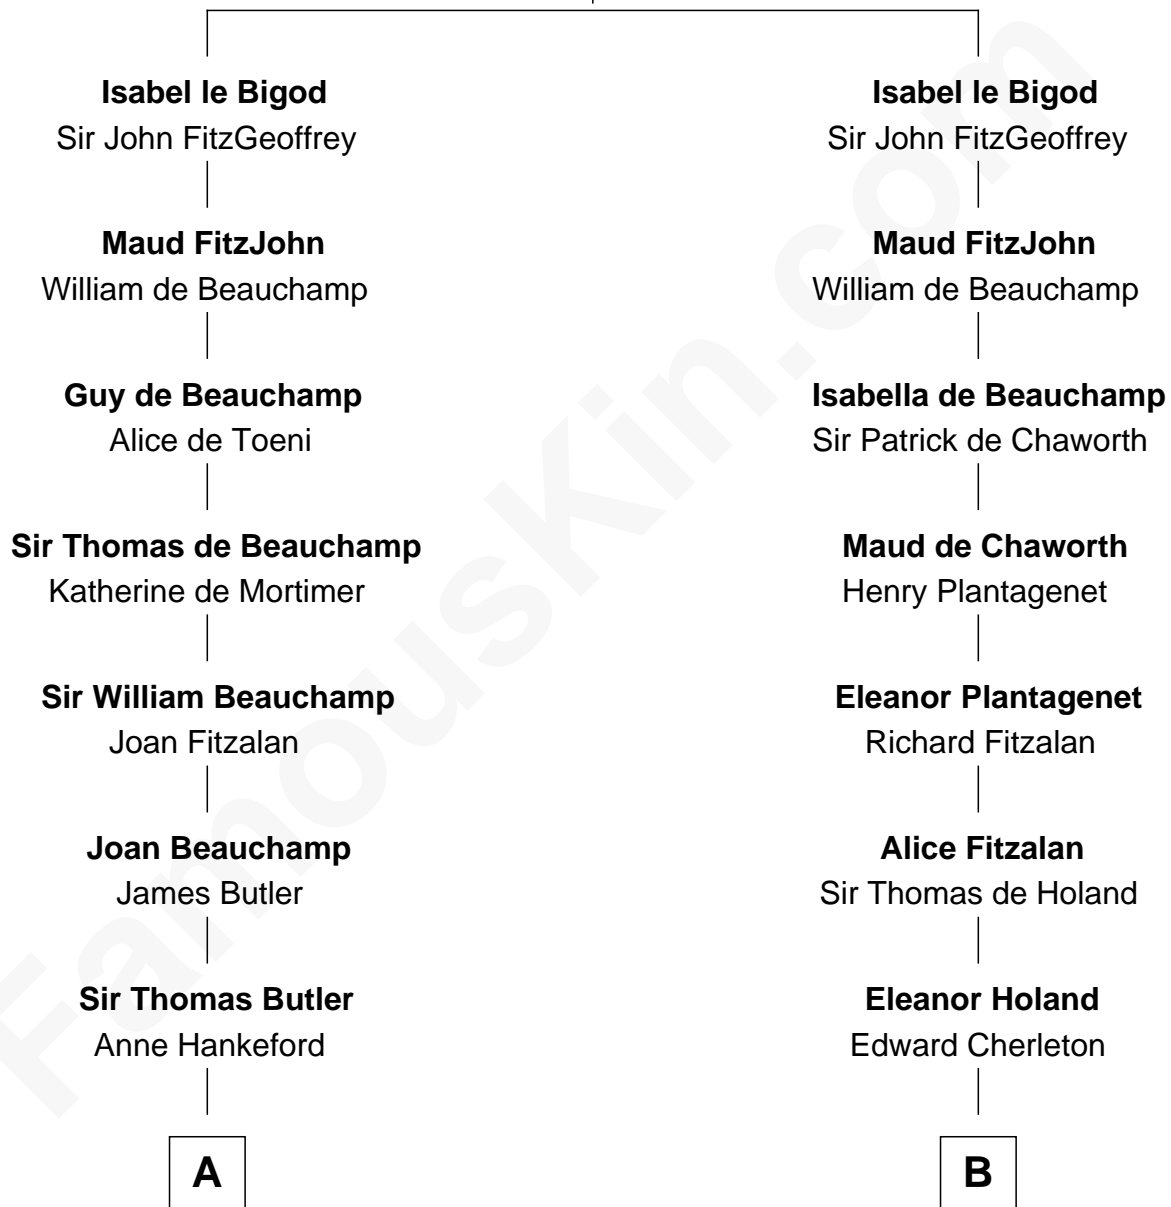 Isabel le Bigod
Sir John FitzGeoffrey
Maud FitzJohn
William de Beauchamp
Guy de Beauchamp
Alice de Toeni
Sir Thomas de Beauchamp
Katherine de Mortimer
Sir William Beauchamp
Joan Fitzalan
Joan Beauchamp
James Butler
Sir Thomas Butler
Anne Hankeford
A
Isabel le Bigod
Sir John FitzGeoffrey
Maud FitzJohn
William de Beauchamp
Isabella de Beauchamp
Sir Patrick de Chaworth
Maud de Chaworth
Henry Plantagenet
Eleanor Plantagenet
Richard Fitzalan
Alice Fitzalan
Sir Thomas de Holand
Eleanor Holand
Edward Cherleton
B
FamousKin.com